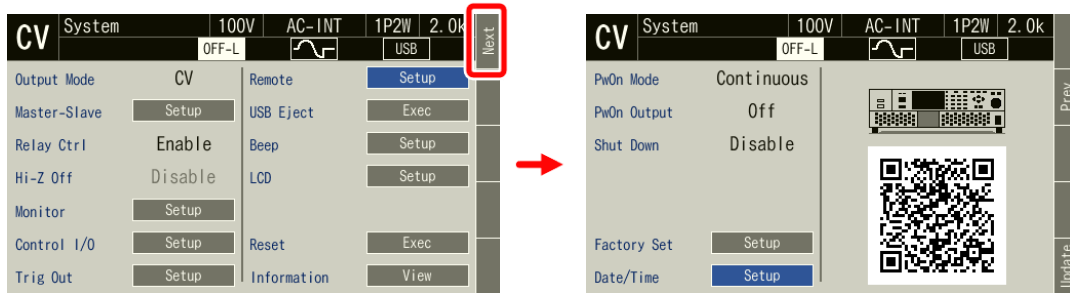 CV System 100V AC-INT 1P2W 2.0k
OFF-L USB
Next
Output Mode CV Remote Setup
Master-Slave Setup USB Eject Exec
Relay Ctrl Enable Beep Setup
Hi-Z Off Disable LCD Setup
Monitor Setup
Control I/O Setup Reset Exec
Trig Out Setup Information View
CV System 100V AC-INT 1P2W 2.0k
OFF-L USB
PwOn Mode Continuous
Prev
PwOn Output Off
Shut Down Disable
Factory Set Setup
Date/Time Setup
Update